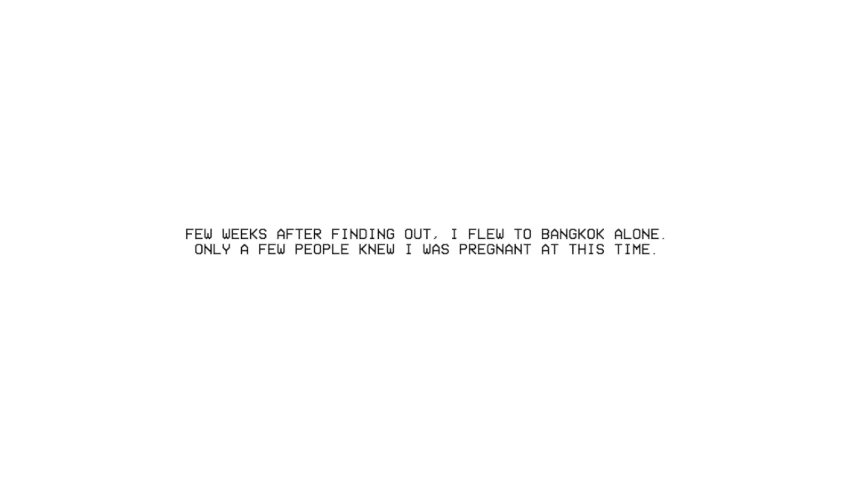 FEW WEEKS AFTER FINDING OUT, I FLEW TO BANGKOK ALONE.
ONLY A FEW PEOPLE KNEW I WAS PREGNANT AT THIS TIME.